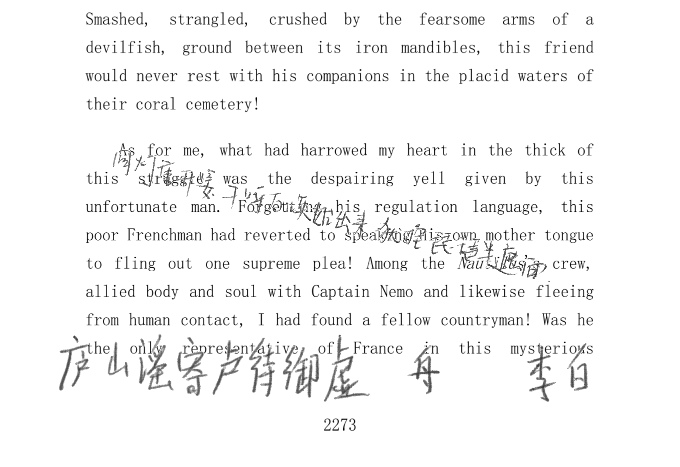 Smashed, strangled, crushed by the fearsome arms of a
devilfish, ground between its iron mandibles, this friend
would never rest with his companions in the placid waters of
their coral cemetery!
As for me, what had harrowed my heart in the thick of
this struggle was the despairing yell given by this
unfortunate man. Forgetting his regulation language, this
poor Frenchman had reverted to speaking his own mother tongue
to fling out one supreme plea! Among the Nautilus's crew,
allied body and soul with Captain Nemo and likewise fleeing
from human contact, I had found a fellow countryman! Was he
the only representative of France in this mysterious
庐山谣寄卢侍御虚舟 李白
2273